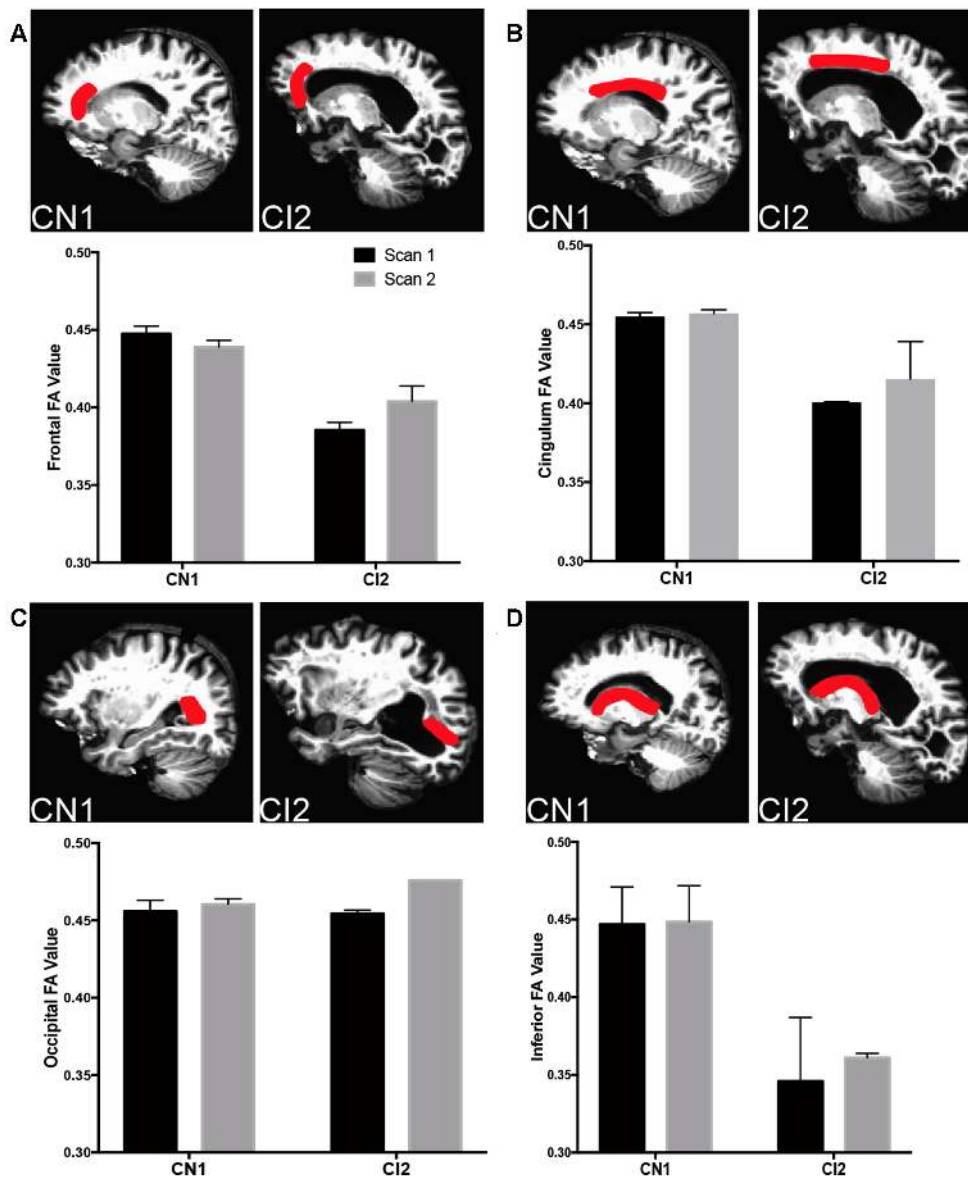 A
CN1
CI2
B
CN1
CI2
0.50
0.45
0.40
0.35
0.30
Frontal FA Value
Scan 1
Scan 2
CN1
CI2
0.50
0.45
0.40
0.35
0.30
Cingulum FA Value
CN1
CI2
C
CN1
CI2
D
CN1
CI2
0.50
0.45
0.40
0.35
0.30
Occipital FA Value
CN1
CI2
0.50
0.45
0.40
0.35
0.30
Inferior FA Value
CN1
CI2